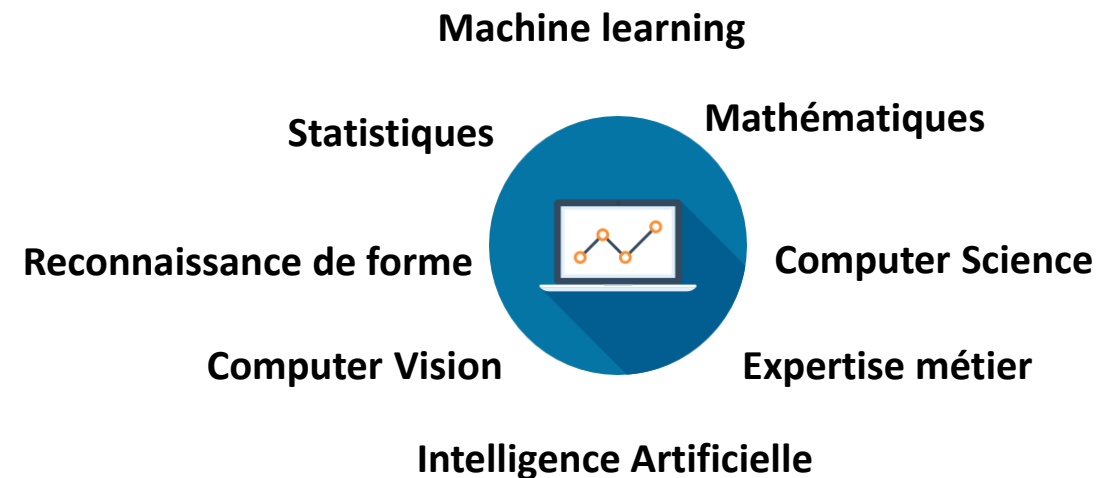 Machine learning
Statistiques
Mathématiques
Reconnaissance de forme
Computer Science
Computer Vision
Expertise métier
Intelligence Artificielle